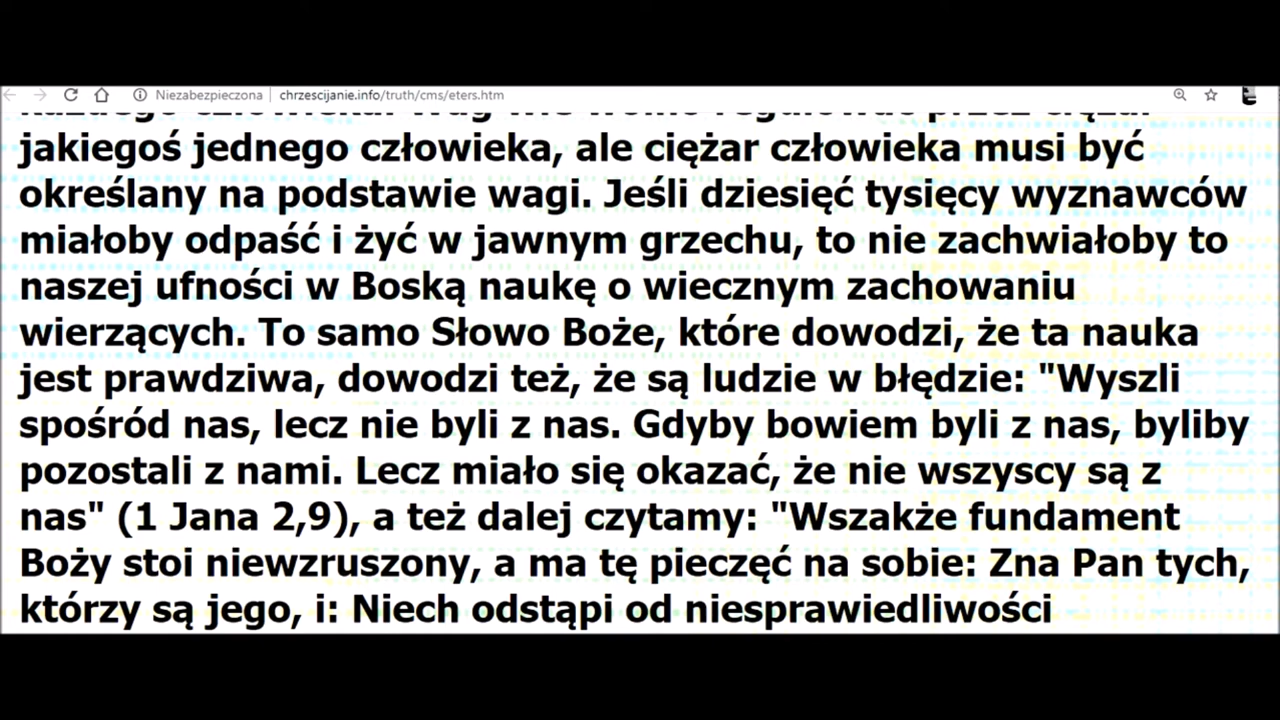 Niezabezpieczona | chrzescijanie.info/truth/cms/eters.htm
jakiegoś jednego człowieka, ale ciężar człowieka musi być
określany na podstawie wagi. Jeśli dziesięć tysięcy wyznawców
miałoby odpaść i żyć w jawnym grzechu, to nie zachwiałoby to
naszej ufności w Boską naukę o wiecznym zachowaniu
wierzących. To samo Słowo Boże, które dowodzi, że ta nauka
jest prawdziwa, dowodzi też, że są ludzie w błędzie: "Wyszli
spośród nas, lecz nie byli z nas. Gdyby bowiem byli z nas, byliby
pozostali z nami. Lecz miało się okazać, że nie wszyscy są z
nas" (1 Jana 2,9), a też dalej czytamy: "Wszakże fundament
Boży stoi niewzruszony, a ma tę pieczęć na sobie: Zna Pan tych,
którzy są jego, i: Niech odstąpi od niesprawiedliwości